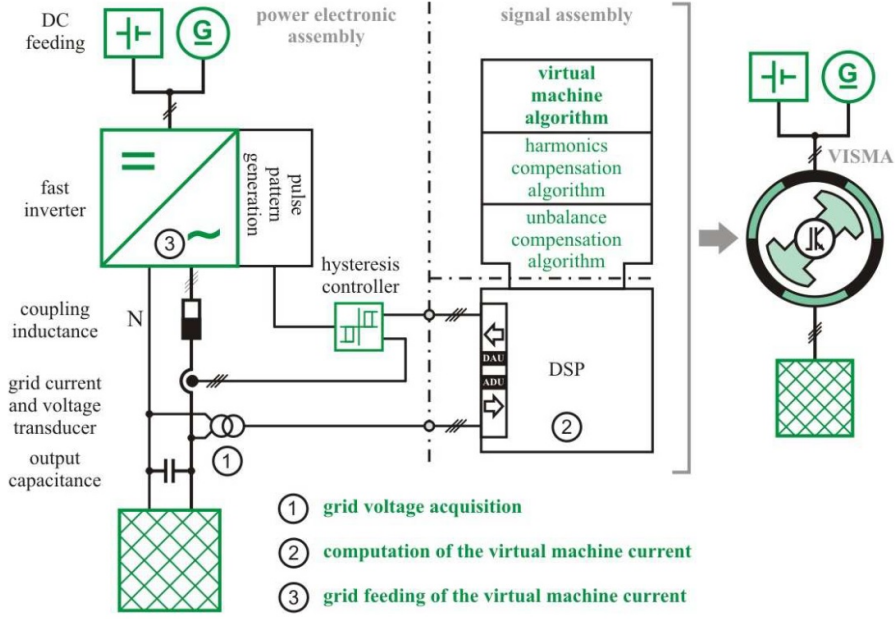 DC
feeding
G
power electronic
assembly
signal assembly
virtual
machine
algorithm
harmonics
compensation
algorithm
unbalance
compensation
algorithm
G
VISMA
fast
inverter
pulse
pattern
generation
3
hysteresis
controller
coupling
inductance
N
DAU
ADU
DSP
2
grid current
and voltage
transducer
1
output
capacitance
1 grid voltage acquisition
2 computation of the virtual machine current
3 grid feeding of the virtual machine current